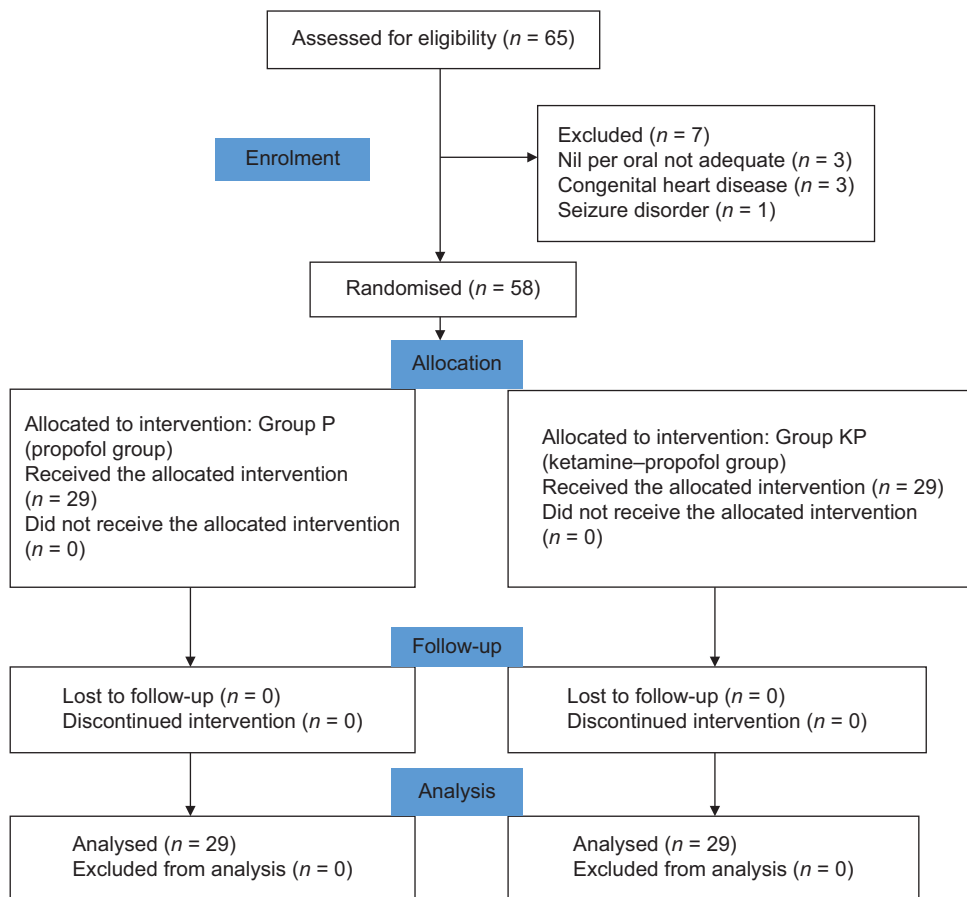 Assessed for eligibility (n = 65)
Enrolment
Excluded (n = 7)
Nil per oral not adequate (n = 3)
Congenital heart disease (n = 3)
Seizure disorder (n = 1)
Randomised (n = 58)
Allocation
Allocated to intervention: Group P
(propofol group)
Received the allocated intervention
(n = 29)
Did not receive the allocated intervention
(n = 0)
Allocated to intervention: Group KP
(ketamine–propofol group)
Received the allocated intervention (n = 29)
Did not receive the allocated intervention
(n = 0)
Follow-up
Lost to follow-up (n = 0)
Discontinued intervention (n = 0)
Lost to follow-up (n = 0)
Discontinued intervention (n = 0)
Analysis
Analysed (n = 29)
Excluded from analysis (n = 0)
Analysed (n = 29)
Excluded from analysis (n = 0)